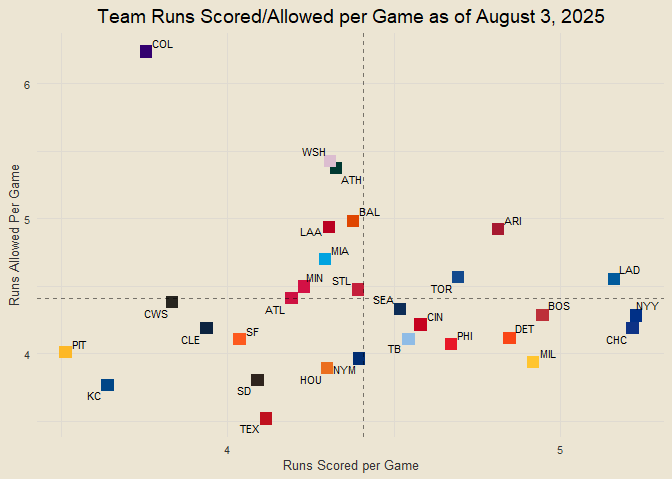 Team Runs Scored/Allowed per Game as of August 3, 2025
COL
6
WSH
ATH
BAL
5
LAA
ARI
MIA
LAD
MIN
STL
TOR
ATL
SEA
BOS
NYY
CWS
CIN
CLE
SF
PHI
DET
CHC
PIT
TB
4
MIL
HOU
NYM
KC
SD
TEX
4
5
Runs Scored per Game
Runs Allowed Per Game